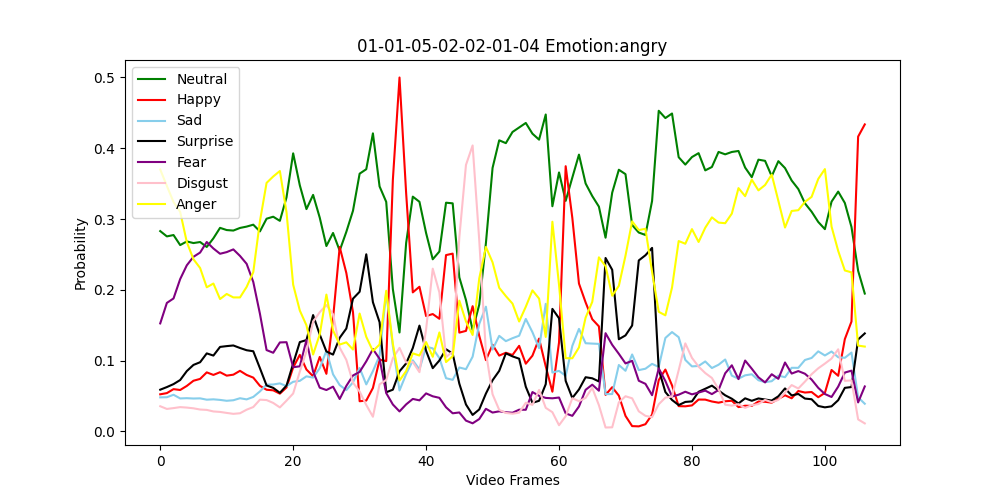 01-01-05-02-02-01-04 Emotion:angry
0.5
0.4
0.3
0.2
0.1
0.0
Probability
Neutral
Happy
Sad
Surprise
Fear
Disgust
Anger
0 20 40 60 80 100
Video Frames